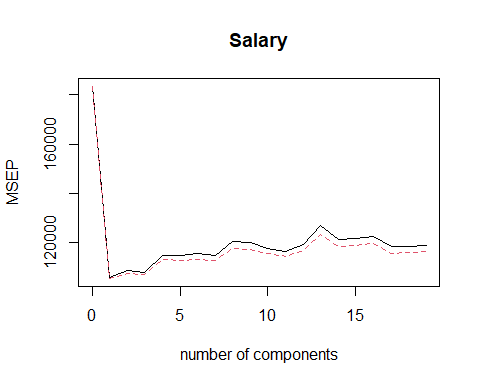 Salary
MSEP
160000
120000
0 5 10 15
number of components